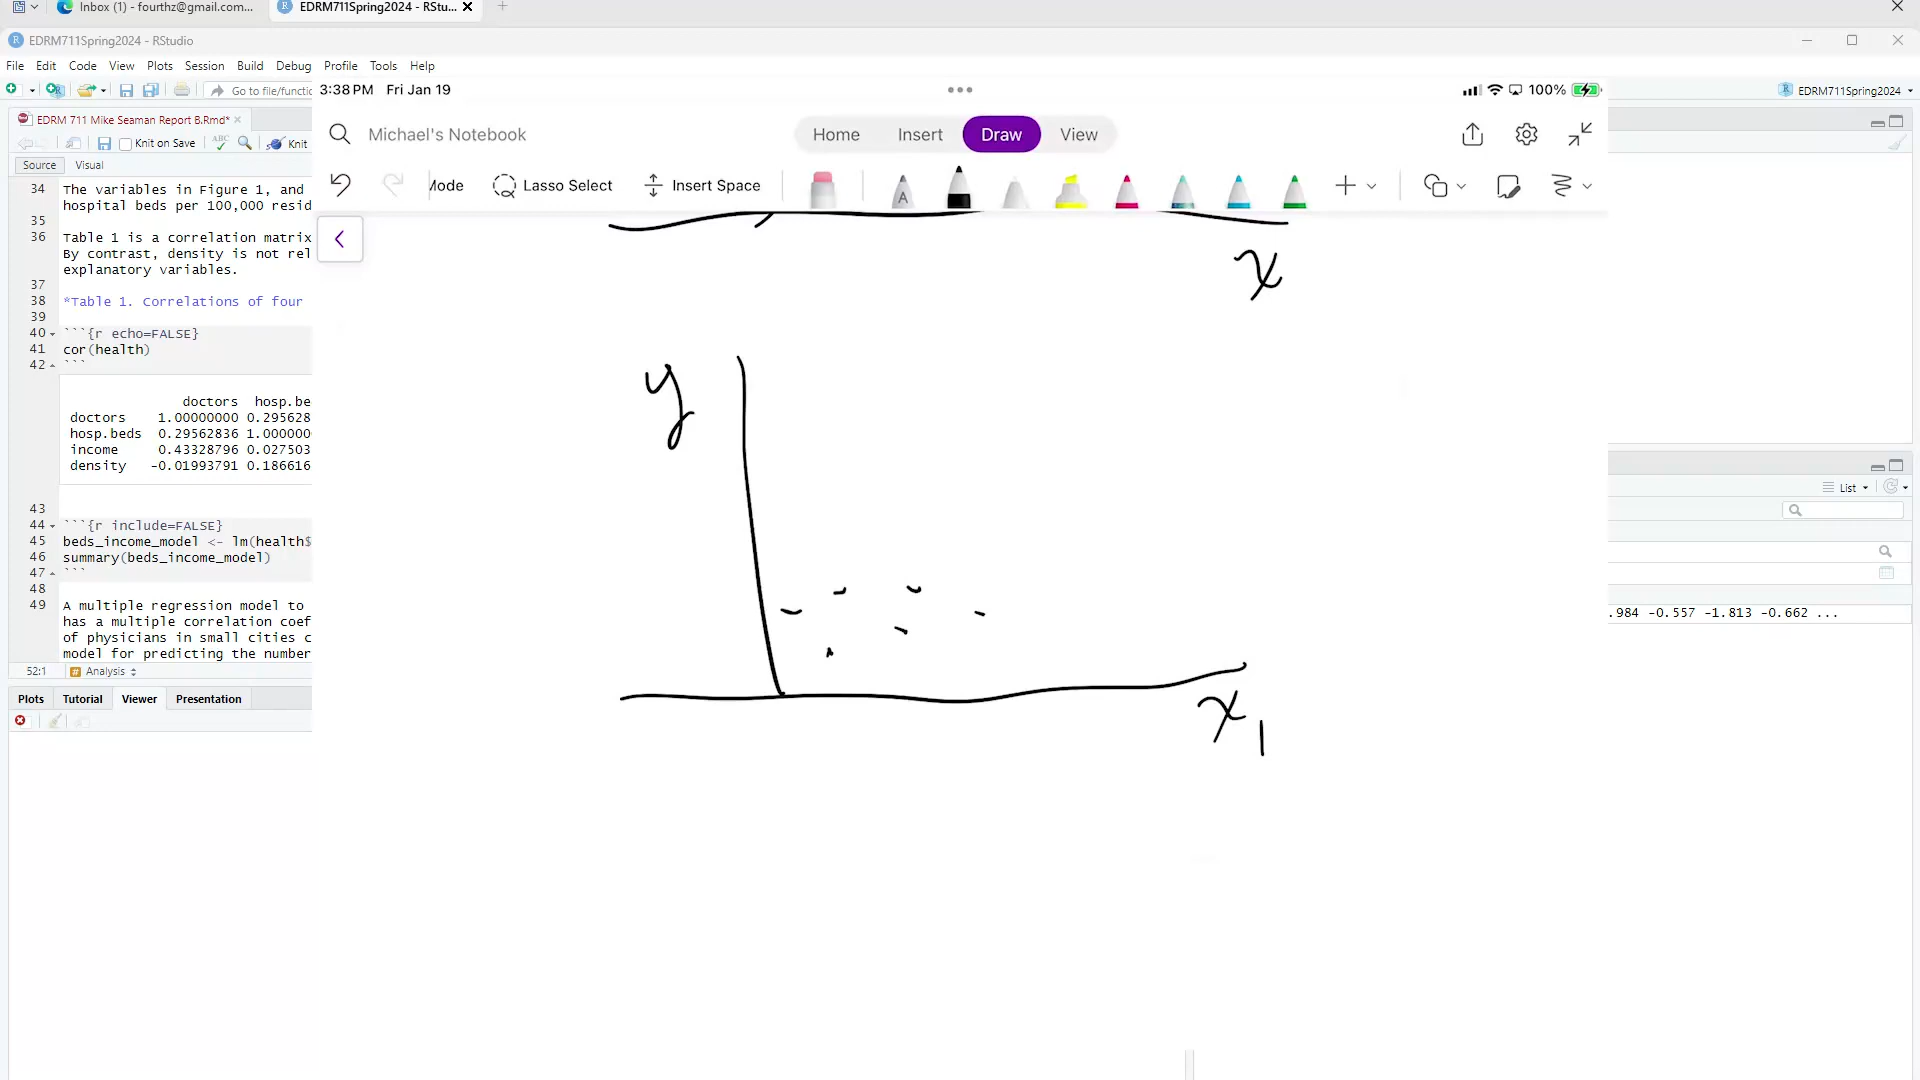 Inbox (1) - fourthz@gmail.com...
EDRM711Spring2024 - RStu...
EDRM711Spring2024 - RStudio
File Edit Code View Plots Session Build Debug Profile Tools Help
Go to file/functio
EDRM711Spring2024
3:38 PM Fri Jan 19
100%
EDRM 711 Mike Seaman Report B.Rmd*
Knit on Save
ABC
Knit
Source Visual
Michael's Notebook
Home Insert Draw View
Mode
Lasso Select
Insert Space
A
34 The variables in Figure 1, and
hospital beds per 100,000 resid
35
36 Table 1 is a correlation matrix
By contrast, density is not rel
explanatory variables.
37
38 *Table 1. Correlations of four
39
40 ```{r echo=FALSE}
41 cor(health)
42 ```
doctors hosp.be
doctors 1.00000000 0.295628
hosp.beds 0.29562836 1.000000
income 0.43328796 0.027503
density -0.01993791 0.186616
43
44 ```{r include=FALSE}
45 beds_income_model <- lm(health$
46 summary(beds_income_model)
47 ```
48
49 A multiple regression model to
has a multiple correlation coef
of physicians in small cities c
model for predicting the number
52:1 # Analysis
Plots Tutorial Viewer Presentation
x
y
x1
List
.984 -0.557 -1.813 -0.662 ...